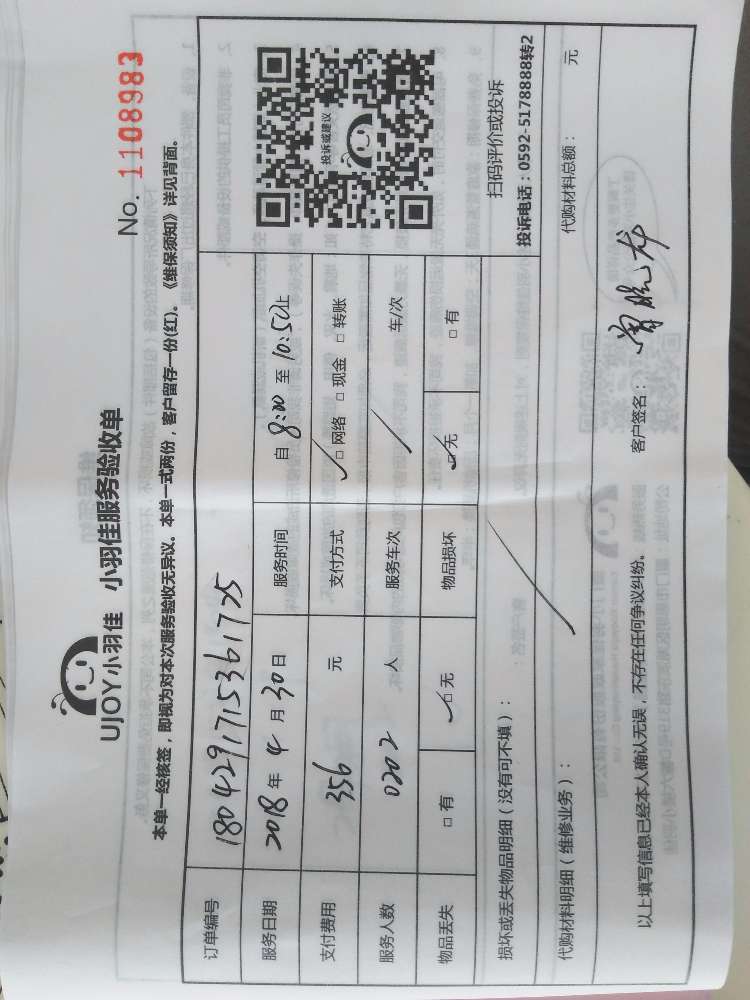 UJOY小羽佳 小羽佳服务验收单
No. 1108983
本单一经核签，即视为对本次服务验收无异议。本单一式两份，客户留存一份(红)。《维保须知》详见背面。
订单编号 1804291715361725
服务日期 2018年4月30日 服务时间 自8:00至10:50止
支付费用 356 元 支付方式 ☑网络 □现金 □转账
服务人数 0202 人 服务车次 / 车/次
物品丢失 □有 ☑无 物品损坏 ☑无 □有
投诉或建议
扫码评价或投诉
投诉电话：0592-5178888转2
损坏或丢失物品明细（没有可不填）：
代购材料明细（维修业务）： 代购材料总额： 元
以上填写信息已经本人确认无误，不存在任何争议纠纷。 客户签名：